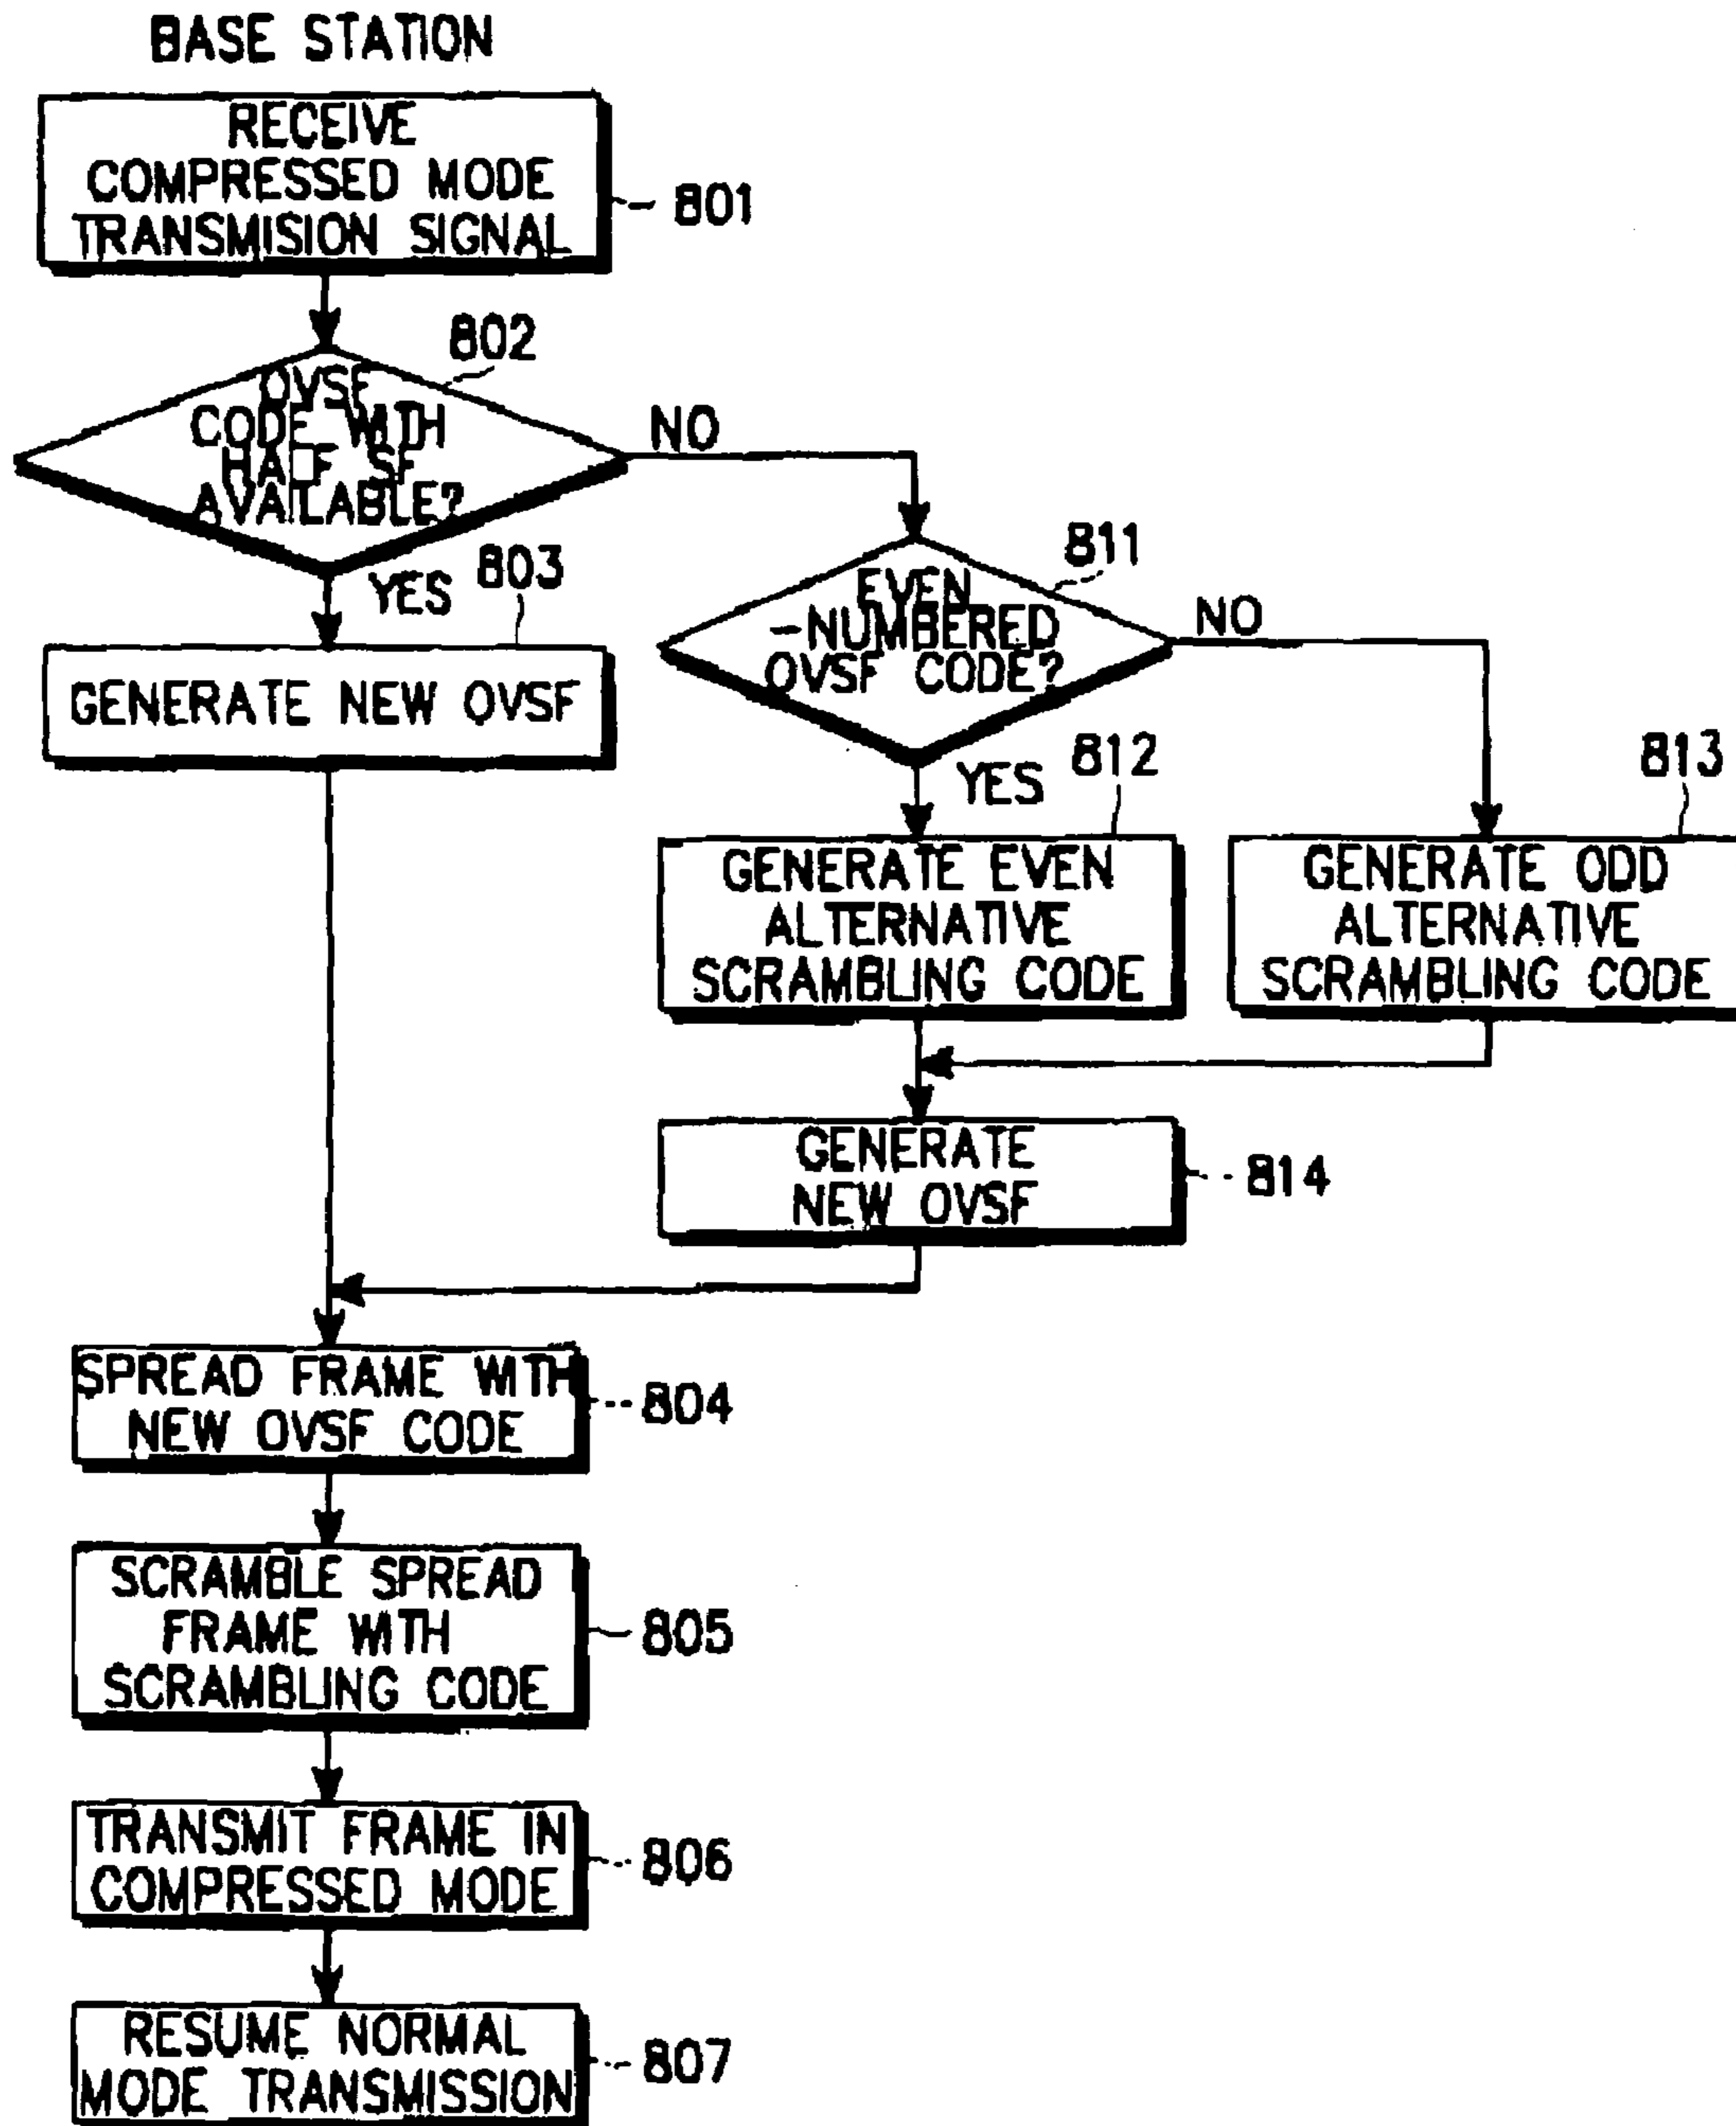 BASE STATION
RECEIVE
COMPRESSED MODE
TRANSMISION SIGNAL
801
802
OVSF
CODE WITH
HALF SF
AVAILABLE?
NO
YES
803
GENERATE NEW OVSF
811
EVEN
-NUMBERED
OVSF CODE?
NO
YES
812
813
GENERATE EVEN
ALTERNATIVE
SCRAMBLING CODE
GENERATE ODD
ALTERNATIVE
SCRAMBLING CODE
GENERATE
NEW OVSF
814
SPREAD FRAME WITH
NEW OVSF CODE
804
SCRAMBLE SPREAD
FRAME WITH
SCRAMBLING CODE
805
TRANSMIT FRAME IN
COMPRESSED MODE
806
RESUME NORMAL
MODE TRANSMISSION
807